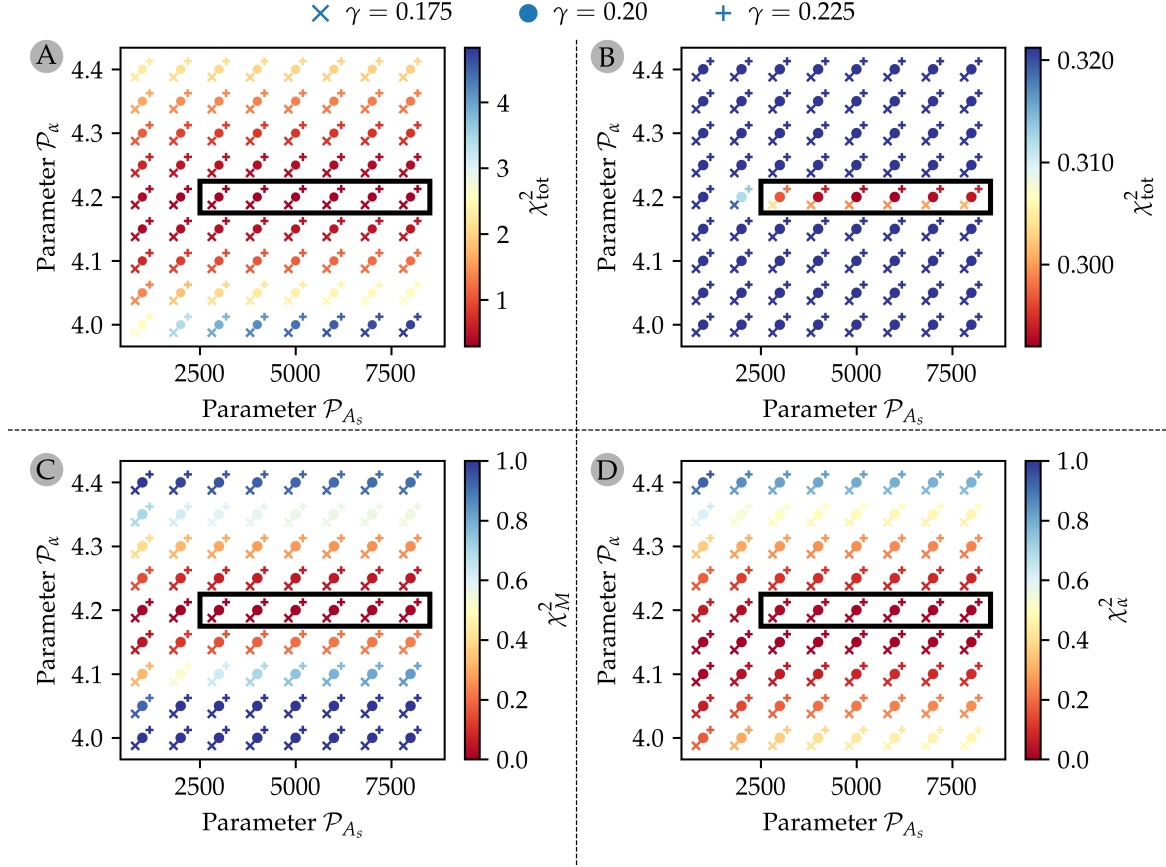 γ = 0.175 γ = 0.20 γ = 0.225
A
4.4
4.3
4.2
4.1
4.0
Parameter 𝒫_α
2500 5000 7500
Parameter 𝒫_{A_s}
4
3
2
1
χ²_tot
B
4.4
4.3
4.2
4.1
4.0
Parameter 𝒫_α
2500 5000 7500
Parameter 𝒫_{A_s}
0.320
0.310
0.300
χ²_tot
C
4.4
4.3
4.2
4.1
4.0
Parameter 𝒫_α
2500 5000 7500
Parameter 𝒫_{A_s}
1.0
0.8
0.6
0.4
0.2
0.0
χ²_M
D
4.4
4.3
4.2
4.1
4.0
Parameter 𝒫_α
2500 5000 7500
Parameter 𝒫_{A_s}
1.0
0.8
0.6
0.4
0.2
0.0
χ²_α